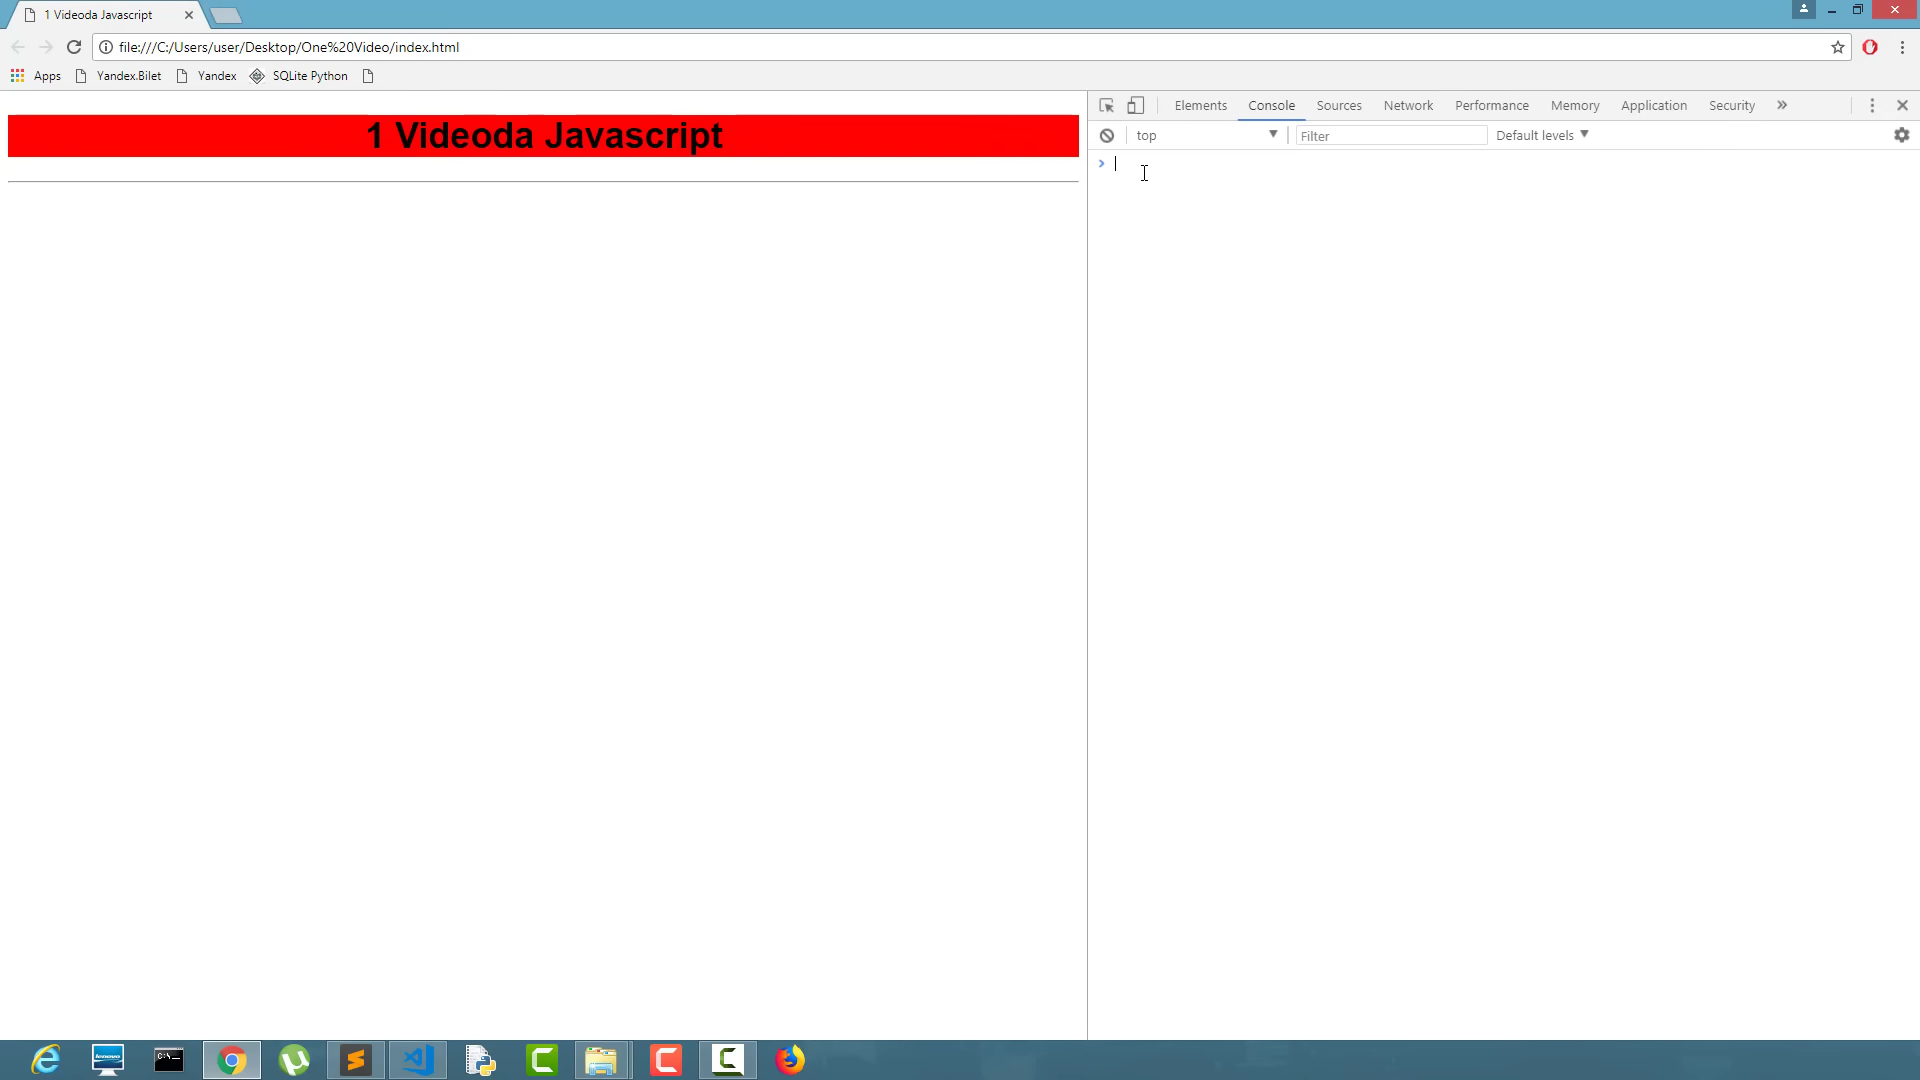 1 Videoda Javascript
file:///C:/Users/user/Desktop/One%20Video/index.html
Apps Yandex.Bilet Yandex SQLite Python
Elements Console Sources Network Performance Memory Application Security »
top Filter Default levels
1 Videoda Javascript
>
lenovo
C:\_